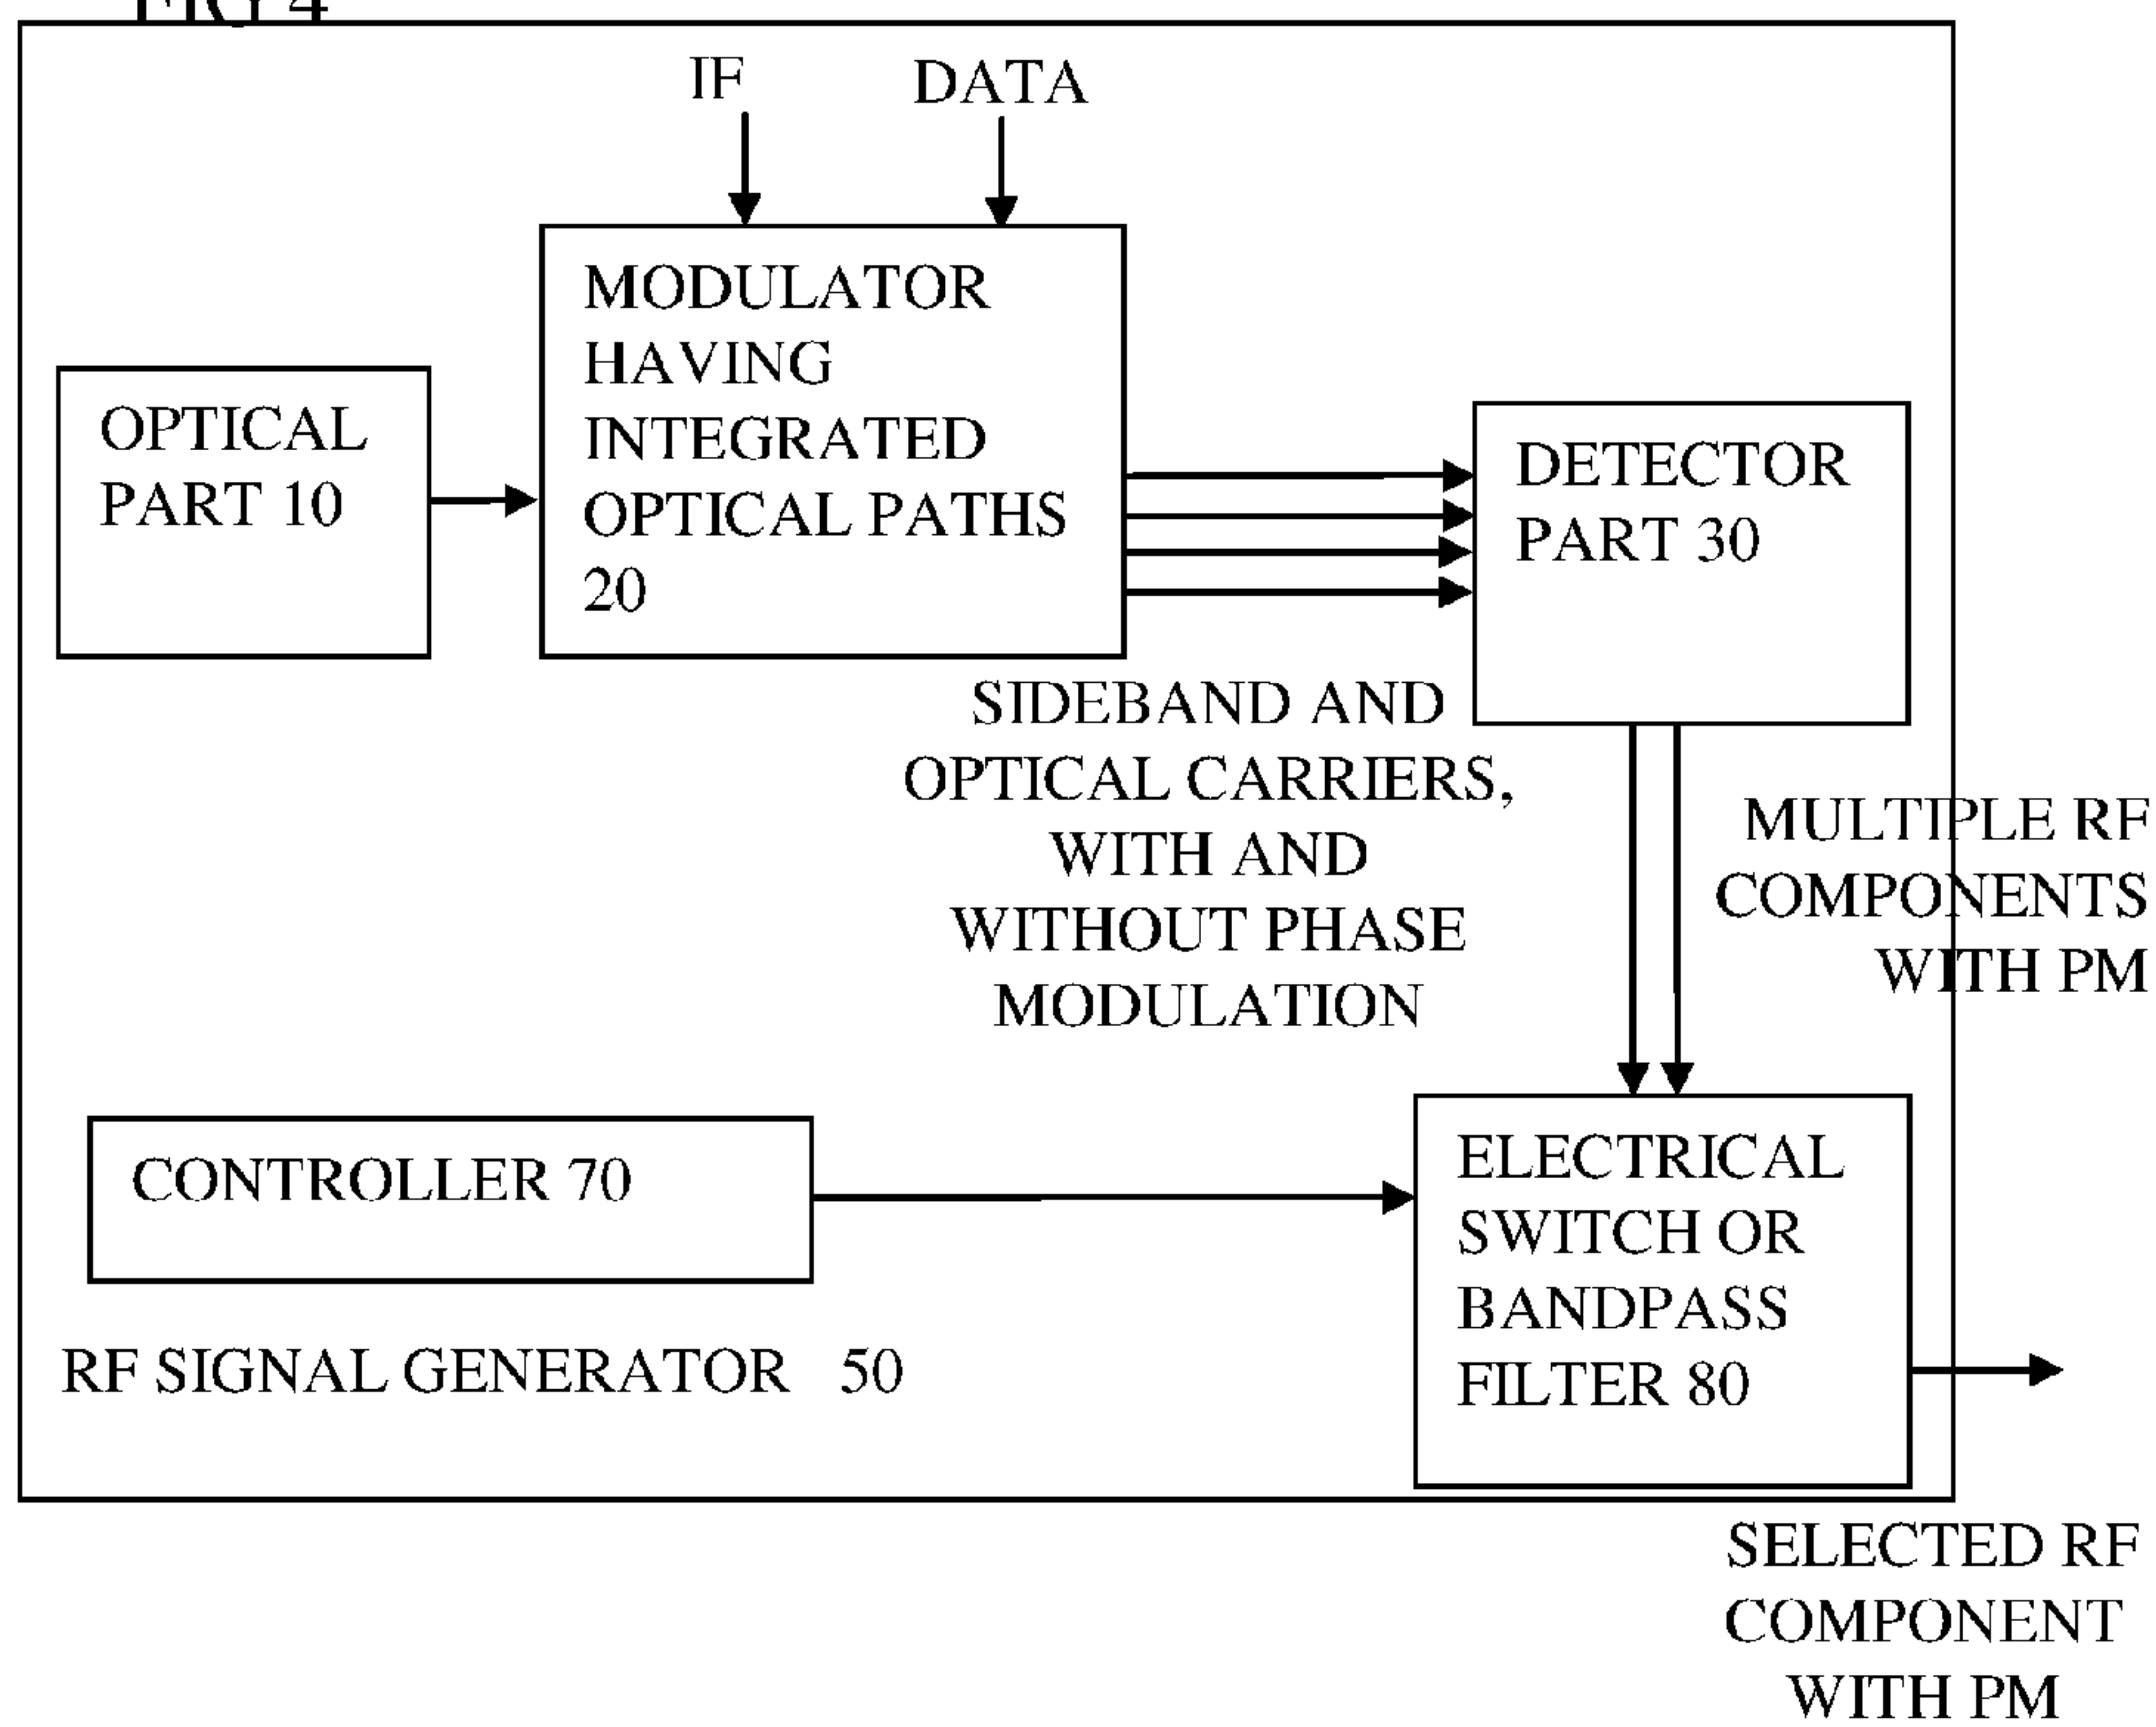 FIG 4
IF
DATA
MODULATOR
HAVING
INTEGRATED
OPTICAL PATHS
20
OPTICAL
PART 10
DETECTOR
PART 30
SIDEBAND AND
OPTICAL CARRIERS,
WITH AND
WITHOUT PHASE
MODULATION
MULTIPLE RF
COMPONENTS
WITH PM
CONTROLLER 70
ELECTRICAL
SWITCH OR
BANDPASS
FILTER 80
RF SIGNAL GENERATOR 50
SELECTED RF
COMPONENT
WITH PM